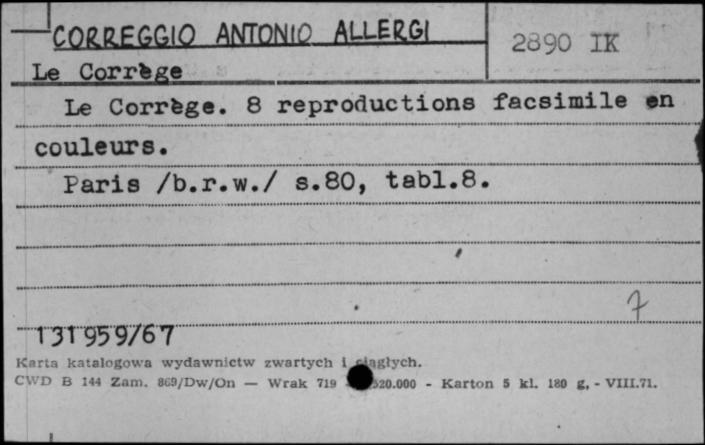 CORREGGIO ANTONIO ALLERGI
2890 IK
Le Corrège
Le Corrège. 8 reproductions facsimile en
couleurs.
Paris /b.r.w./ s.80, tabl.8.
7
131959/67
Karta katalogowa wydawnictw zwartych i ciągłych.
CWD B 144 Zam. 869/Dw/On — Wrak 719 520.000 - Karton 5 kl. 180 g. - VIII.71.